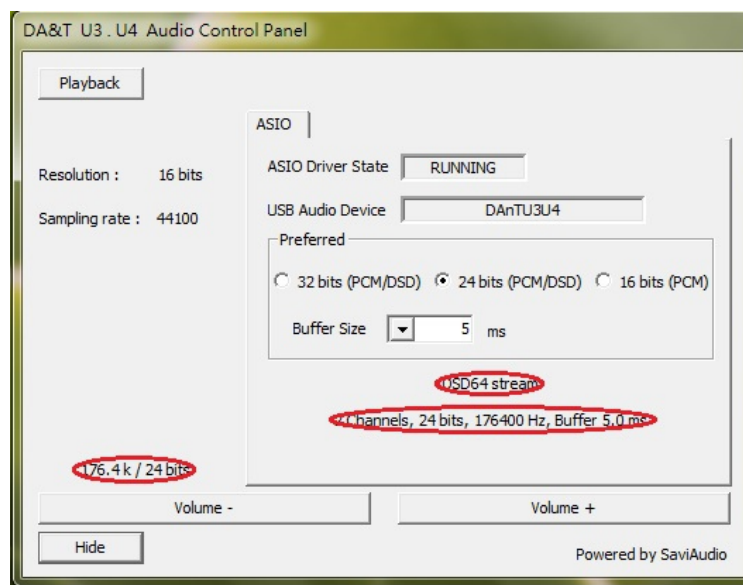 DA&T U3 . U4 Audio Control Panel
Playback
Resolution : 16 bits
Sampling rate : 44100
ASIO
ASIO Driver State RUNNING
USB Audio Device DAnTU3U4
Preferred
32 bits (PCM/DSD) 24 bits (PCM/DSD) 16 bits (PCM)
Buffer Size 5 ms
DSD64 stream
Channels, 24 bits, 176400 Hz, Buffer 5.0 ms
176.4 k / 24 bits
Volume - Volume +
Hide
Powered by SaviAudio